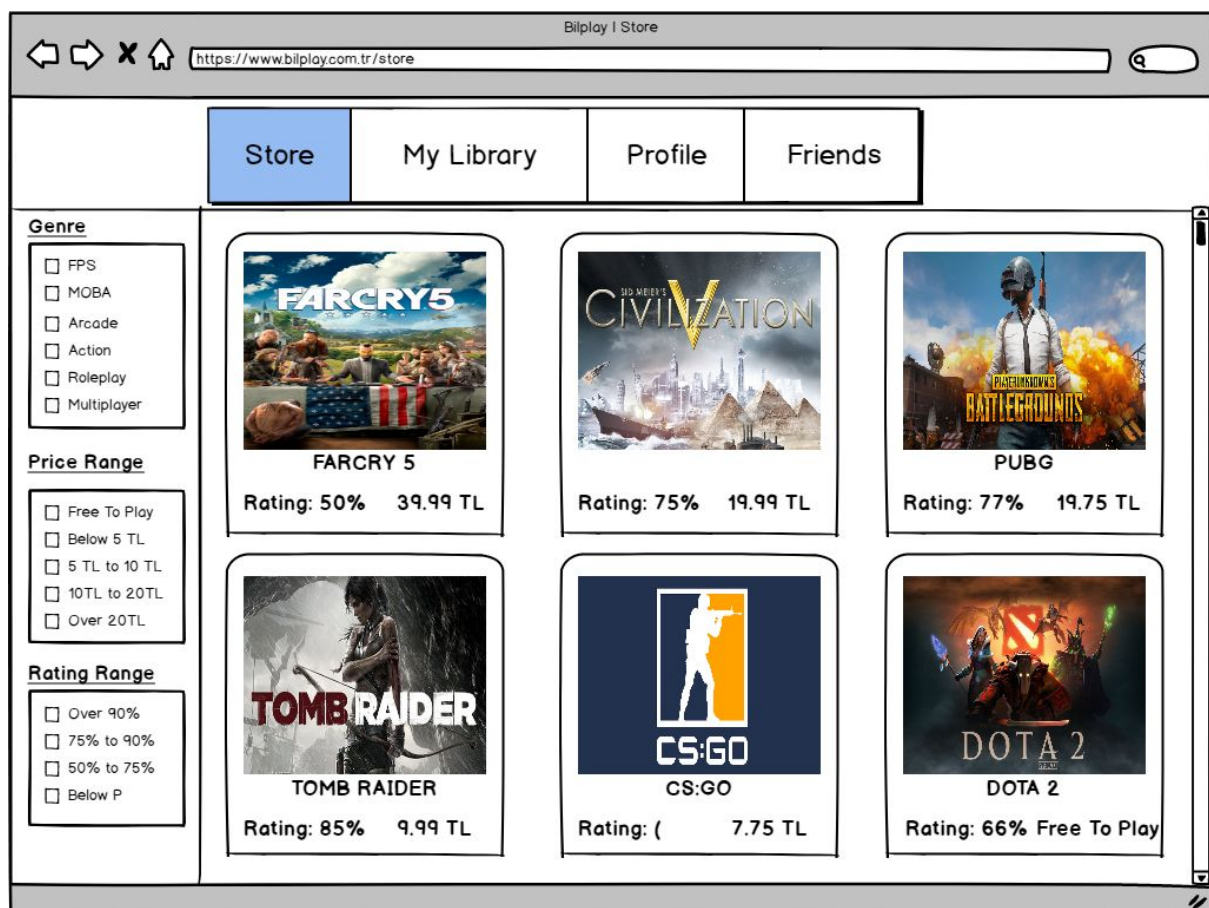 Bilplay | Store
https://www.bilplay.com.tr/store
Store My Library Profile Friends
Genre
FPS
MOBA
Arcade
Action
Roleplay
Multiplayer
Price Range
Free To Play
Below 5 TL
5 TL to 10 TL
10TL to 20TL
Over 20TL
Rating Range
Over 90%
75% to 90%
50% to 75%
Below P
FARCRY5
FARCRY 5
Rating: 50% 39.99 TL
SID MEIER'S
CIVILIZATION
V
Rating: 75% 19.99 TL
PLAYERUNKNOWN'S
BATTLEGROUNDS
PUBG
Rating: 77% 19.75 TL
TOMB RAIDER
TOMB RAIDER
Rating: 85% 9.99 TL
CS:GO
CS:GO
Rating: ( 7.75 TL
DOTA 2
DOTA 2
Rating: 66% Free To Play